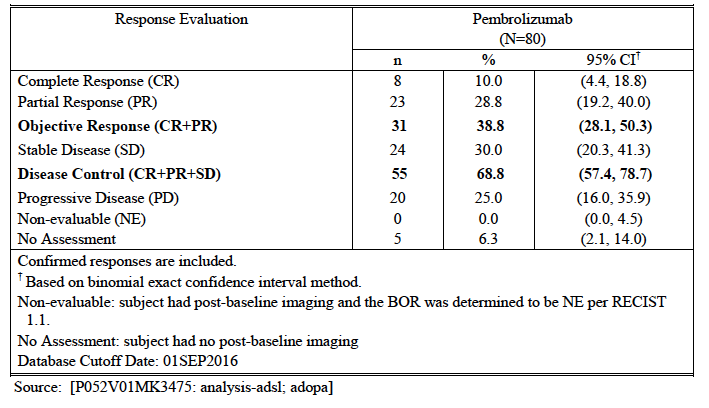 Response Evaluation Pembrolizumab
(N=80)
n % 95% CI†
Complete Response (CR) 8 10.0 (4.4, 18.8)
Partial Response (PR) 23 28.8 (19.2, 40.0)
Objective Response (CR+PR) 31 38.8 (28.1, 50.3)
Stable Disease (SD) 24 30.0 (20.3, 41.3)
Disease Control (CR+PR+SD) 55 68.8 (57.4, 78.7)
Progressive Disease (PD) 20 25.0 (16.0, 35.9)
Non-evaluable (NE) 0 0.0 (0.0, 4.5)
No Assessment 5 6.3 (2.1, 14.0)
Confirmed responses are included.
† Based on binomial exact confidence interval method.
Non-evaluable: subject had post-baseline imaging and the BOR was determined to be NE per RECIST
1.1.
No Assessment: subject had no post-baseline imaging
Database Cutoff Date: 01SEP2016
Source: [P052V01MK3475: analysis-adsl; adopa]